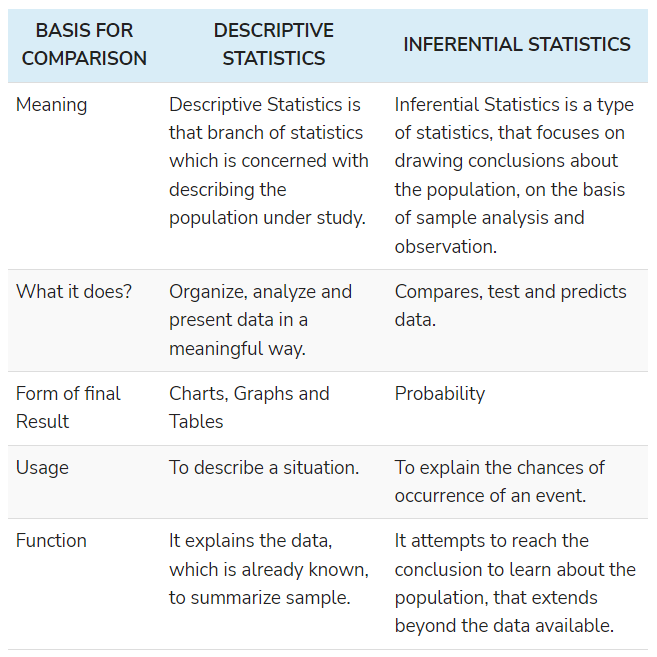 BASIS FOR
COMPARISON
DESCRIPTIVE
STATISTICS
INFERENTIAL STATISTICS
Meaning
Descriptive Statistics is
that branch of statistics
which is concerned with
describing the
population under study.
Inferential Statistics is a type
of statistics, that focuses on
drawing conclusions about
the population, on the basis
of sample analysis and
observation.
What it does?
Organize, analyze and
present data in a
meaningful way.
Compares, test and predicts
data.
Form of final
Result
Charts, Graphs and
Tables
Probability
Usage
To describe a situation.
To explain the chances of
occurrence of an event.
Function
It explains the data,
which is already known,
to summarize sample.
It attempts to reach the
conclusion to learn about the
population, that extends
beyond the data available.